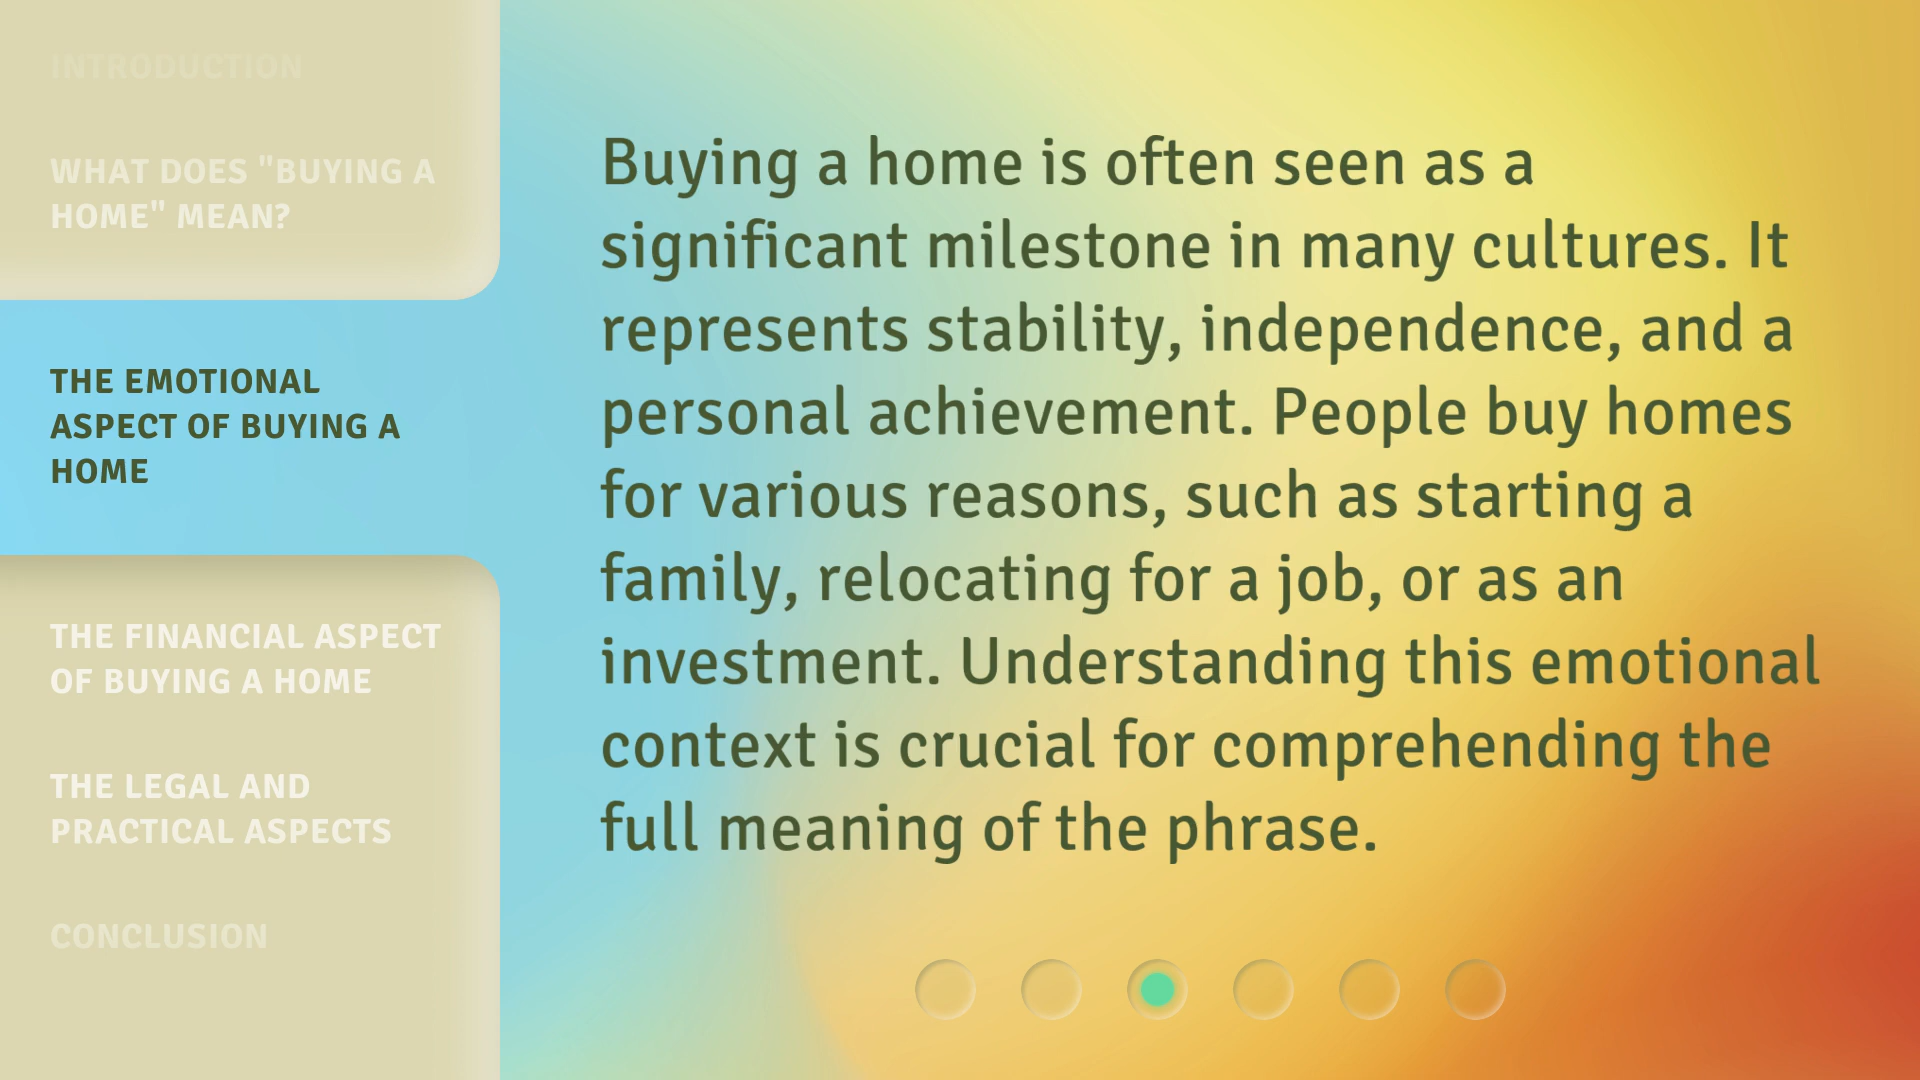 INTRODUCTION
WHAT DOES "BUYING A
HOME" MEAN?
THE EMOTIONAL
ASPECT OF BUYING A
HOME
THE FINANCIAL ASPECT
OF BUYING A HOME
THE LEGAL AND
PRACTICAL ASPECTS
CONCLUSION
Buying a home is often seen as a
significant milestone in many cultures. It
represents stability, independence, and a
personal achievement. People buy homes
for various reasons, such as starting a
family, relocating for a job, or as an
investment. Understanding this emotional
context is crucial for comprehending the
full meaning of the phrase.